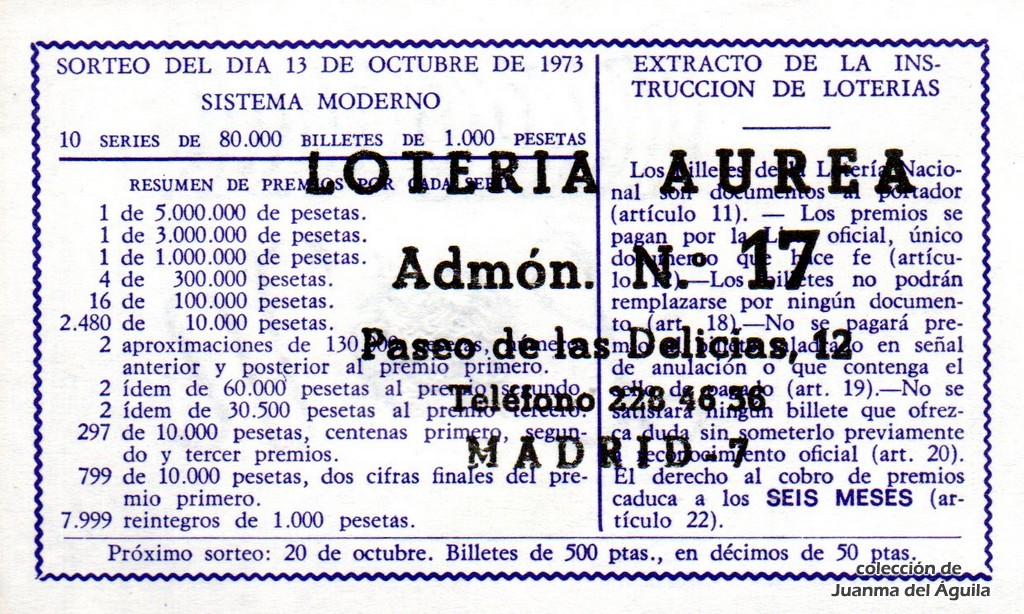 SORTEO DEL DIA 13 DE OCTUBRE DE 1973
SISTEMA MODERNO
10 SERIES DE 80.000 BILLETES DE 1.000 PESETAS
RESUMEN DE PREMIOS POR CADA SERIE
1 de 5.000.000 de pesetas.
1 de 3.000.000 de pesetas.
1 de 1.000.000 de pesetas.
4 de 300.000 pesetas.
16 de 100.000 pesetas.
2.480 de 10.000 pesetas.
2 aproximaciones de 130. pesetas, número
anterior y posterior al premio primero.
2 ídem de 60.000 pesetas al premio segundo.
2 ídem de 30.500 pesetas al premio tercero.
297 de 10.000 pesetas, centenas primero, segun-
do y tercer premios.
799 de 10.000 pesetas, dos cifras finales del pre-
mio primero.
7.999 reintegros de 1.000 pesetas.
EXTRACTO DE LA INS-
TRUCCION DE LOTERIAS
Los billetes de la Lotería Nacio-
nal son documentos al portador
(artículo 11). — Los premios se
pagan por la Lista oficial, único
documento que hace fe (artícu-
lo ).—Los billetes no podrán
remplazarse por ningún documen-
to (art. 18).—No se pagará pre-
mio a billete taladrado en señal
de anulación o que contenga el
sello de pagado (art. 19).—No se
satisfará ningún billete que ofrez-
ca duda sin someterlo previamente
a reconocimiento oficial (art. 20).
El derecho al cobro de premios
caduca a los SEIS MESES (ar-
tículo 22).
Próximo sorteo: 20 de octubre. Billetes de 500 ptas., en décimos de 50 ptas.
LOTERIA AUREA
Admón. N.º 17
Paseo de las Delicias, 12
Teléfono 228 46 56
MADRID-7
colección de
Juanma del Águila